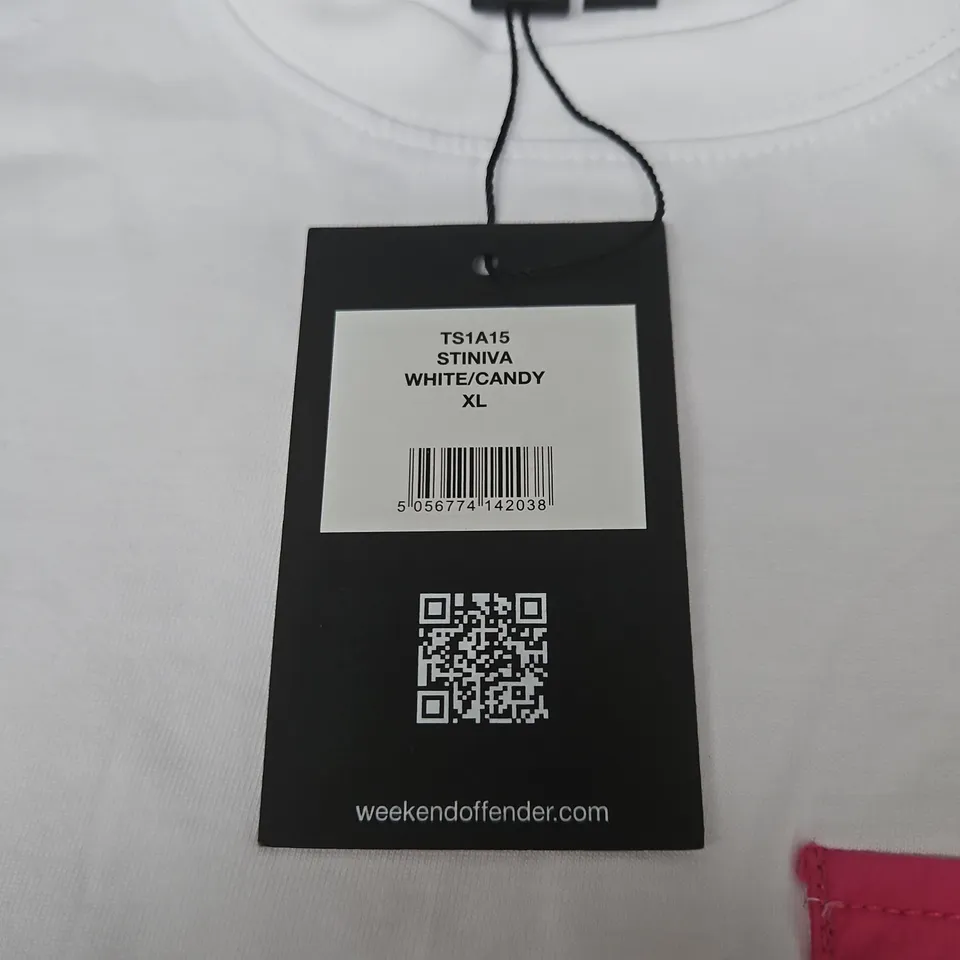 TS1A15
STINIVA
WHITE/CANDY
XL
5 056774 142038
weekendoffender.com